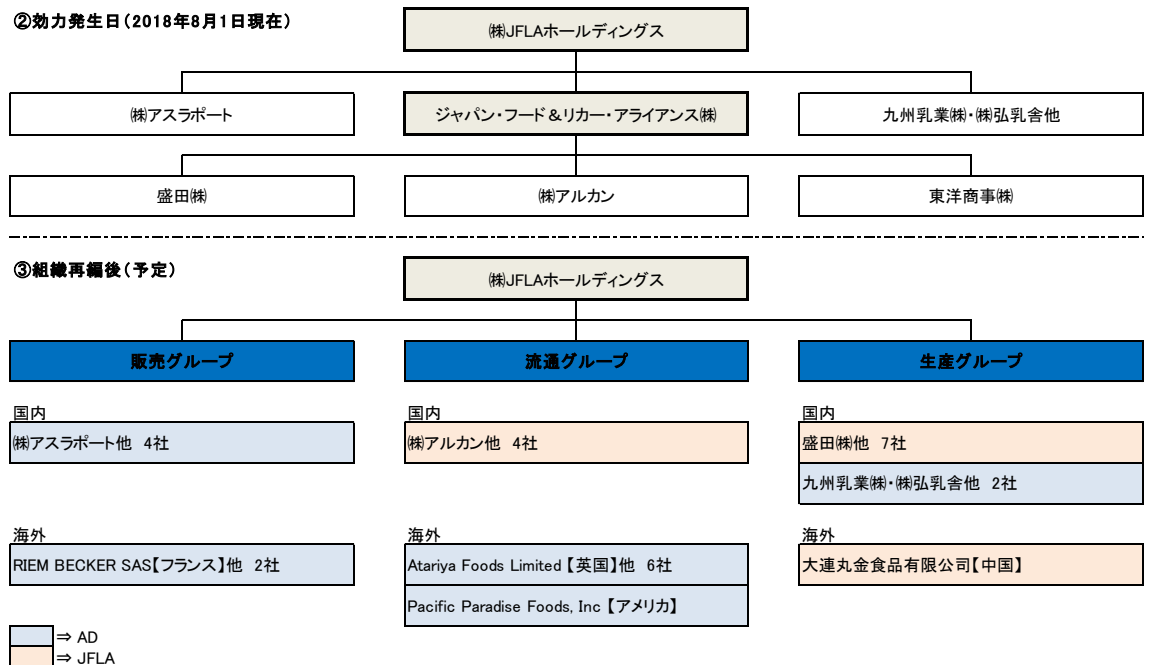 ②効力発生日(2018年8月1日現在)
㈱JFLAホールディングス
㈱アスラポート
ジャパン・フード&リカー・アライアンス㈱
九州乳業㈱・㈱弘乳舎他
盛田㈱
㈱アルカン
東洋商事㈱
③組織再編後(予定)
㈱JFLAホールディングス
販売グループ
流通グループ
生産グループ
国内
国内
国内
㈱アスラポート他 4社
㈱アルカン他 4社
盛田㈱他 7社
九州乳業㈱・㈱弘乳舎他 2社
海外
海外
海外
RIEM BECKER SAS【フランス】他 2社
Atariya Foods Limited【英国】他 6社
大連丸金食品有限公司【中国】
Pacific Paradise Foods, Inc【アメリカ】
⇒ AD
⇒ JFLA